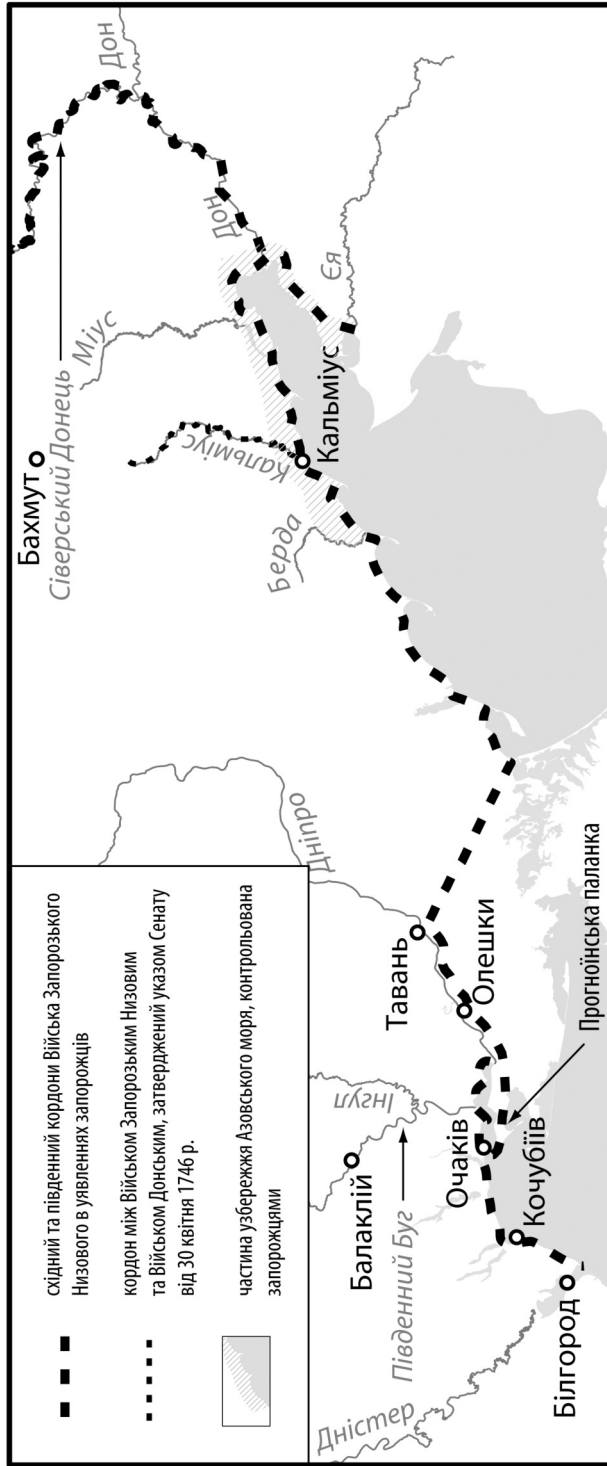 східний та південний кордони Війська Запорозького
Низового в уявленнях запорожців
кордон між Військом Запорозьким Низовим
та Військом Донським, затверджений указом Сенату
від 30 квітня 1746 р.
частина узбережжя Азовського моря, контрольована
запорожцями
Бахмут
Сіверський Донець
Дон
Дон
Міус
Кальміус
Кальміус
Берда
Єя
Дніпро
Тавань
Олешки
Інгул
Балаклій
Південний Буг
Очаків
Кочубіїв
Прогноїнська паланка
Дністер
Білгород